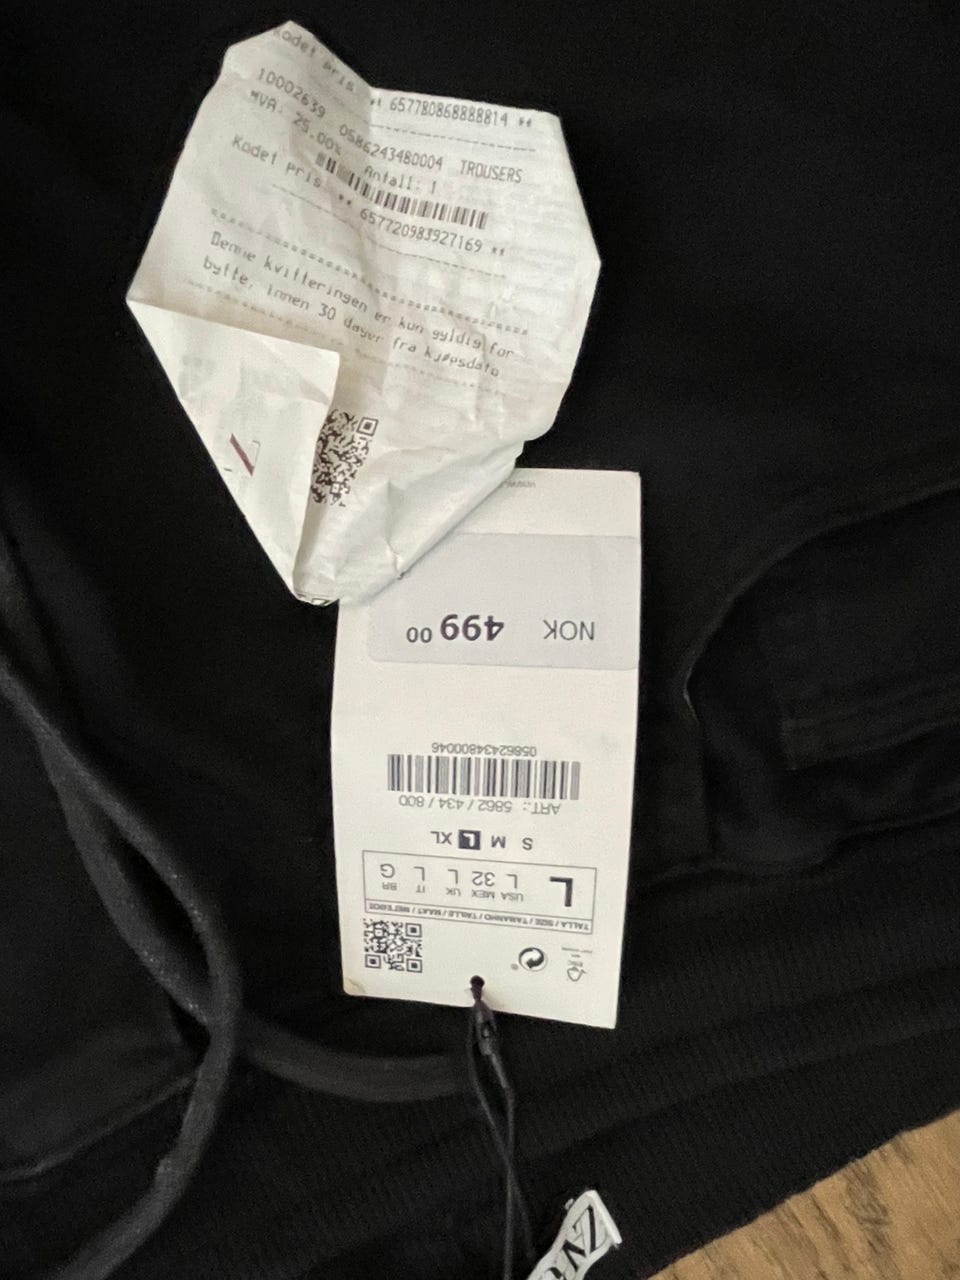 Kodet pris
** 657780868888814 **
10002639 0586243480004 TROUSERS
MVA: 25.00% Antall: 1
Kodet pris ** 657720983927169 **
Denne kvitteringen er kun gyldig for
bytte, innen 30 dager fra kjøpsdato
TALLA / SIZE / TAMANHO / TAILLE / MAAT /
L
USA L
MEX 32
UK L
IT L
BR G
S M L XL
ART.: 5862 / 434 / 800
05862434800046
NOK 499 00
ZARA